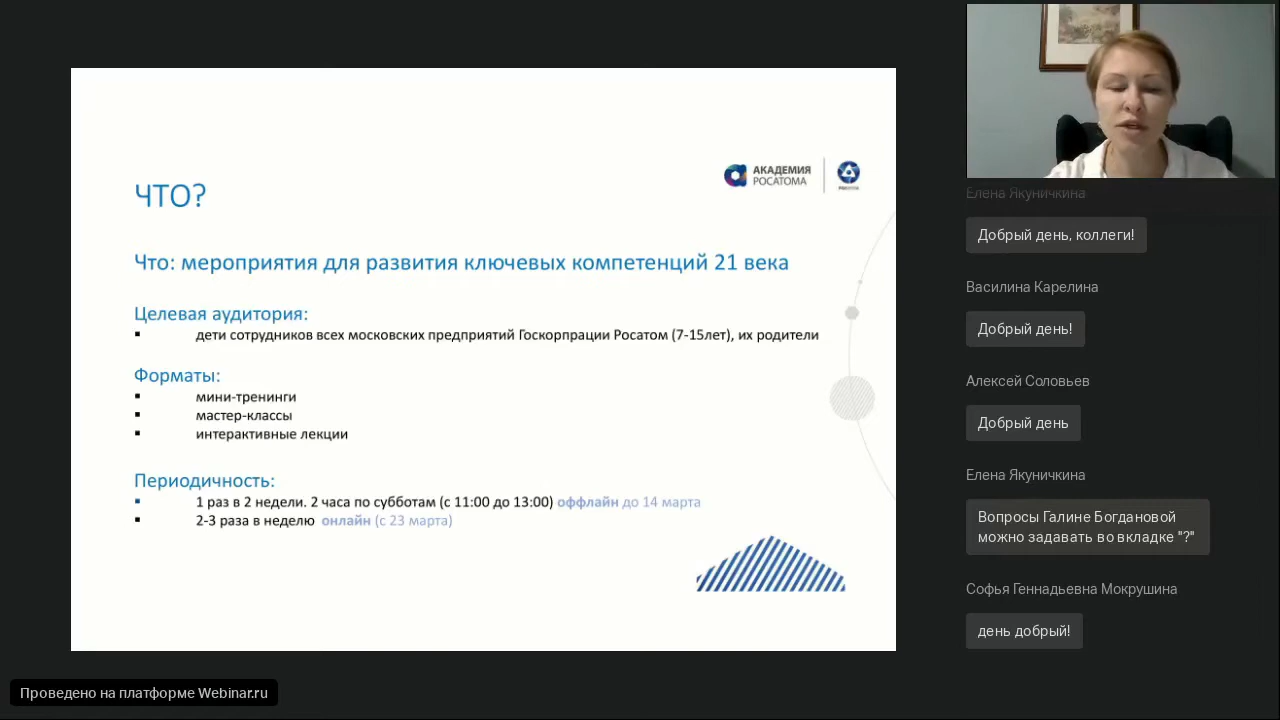 АКАДЕМИЯ
РОСАТОМА
РОСАТОМ
ЧТО?
Что: мероприятия для развития ключевых компетенций 21 века
Целевая аудитория:
дети сотрудников всех московских предприятий Госкорпрации Росатом (7-15лет), их родители
Форматы:
мини-тренинги
мастер-классы
интерактивные лекции
Периодичность:
1 раз в 2 недели. 2 часа по субботам (с 11:00 до 13:00) оффлайн до 14 марта
2-3 раза в неделю онлайн (с 23 марта)
Елена Якуничкина
Добрый день, коллеги!
Василина Карелина
Добрый день!
Алексей Соловьев
Добрый день
Елена Якуничкина
Вопросы Галине Богдановой
можно задавать во вкладке "?"
Софья Геннадьевна Мокрушина
день добрый!
Проведено на платформе Webinar.ru